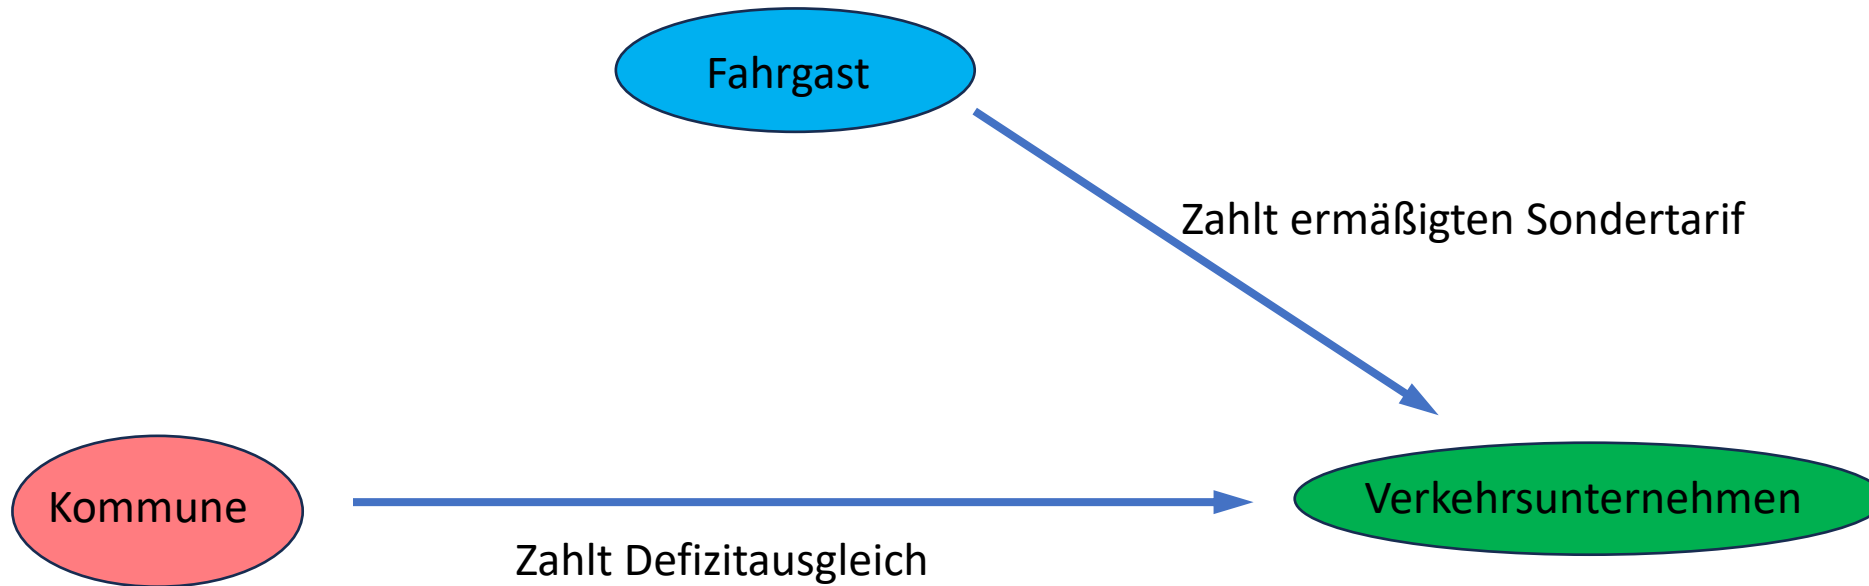 Fahrgast
Zahlt ermäßigten Sondertarif
Kommune
Verkehrsunternehmen
Zahlt Defizitausgleich